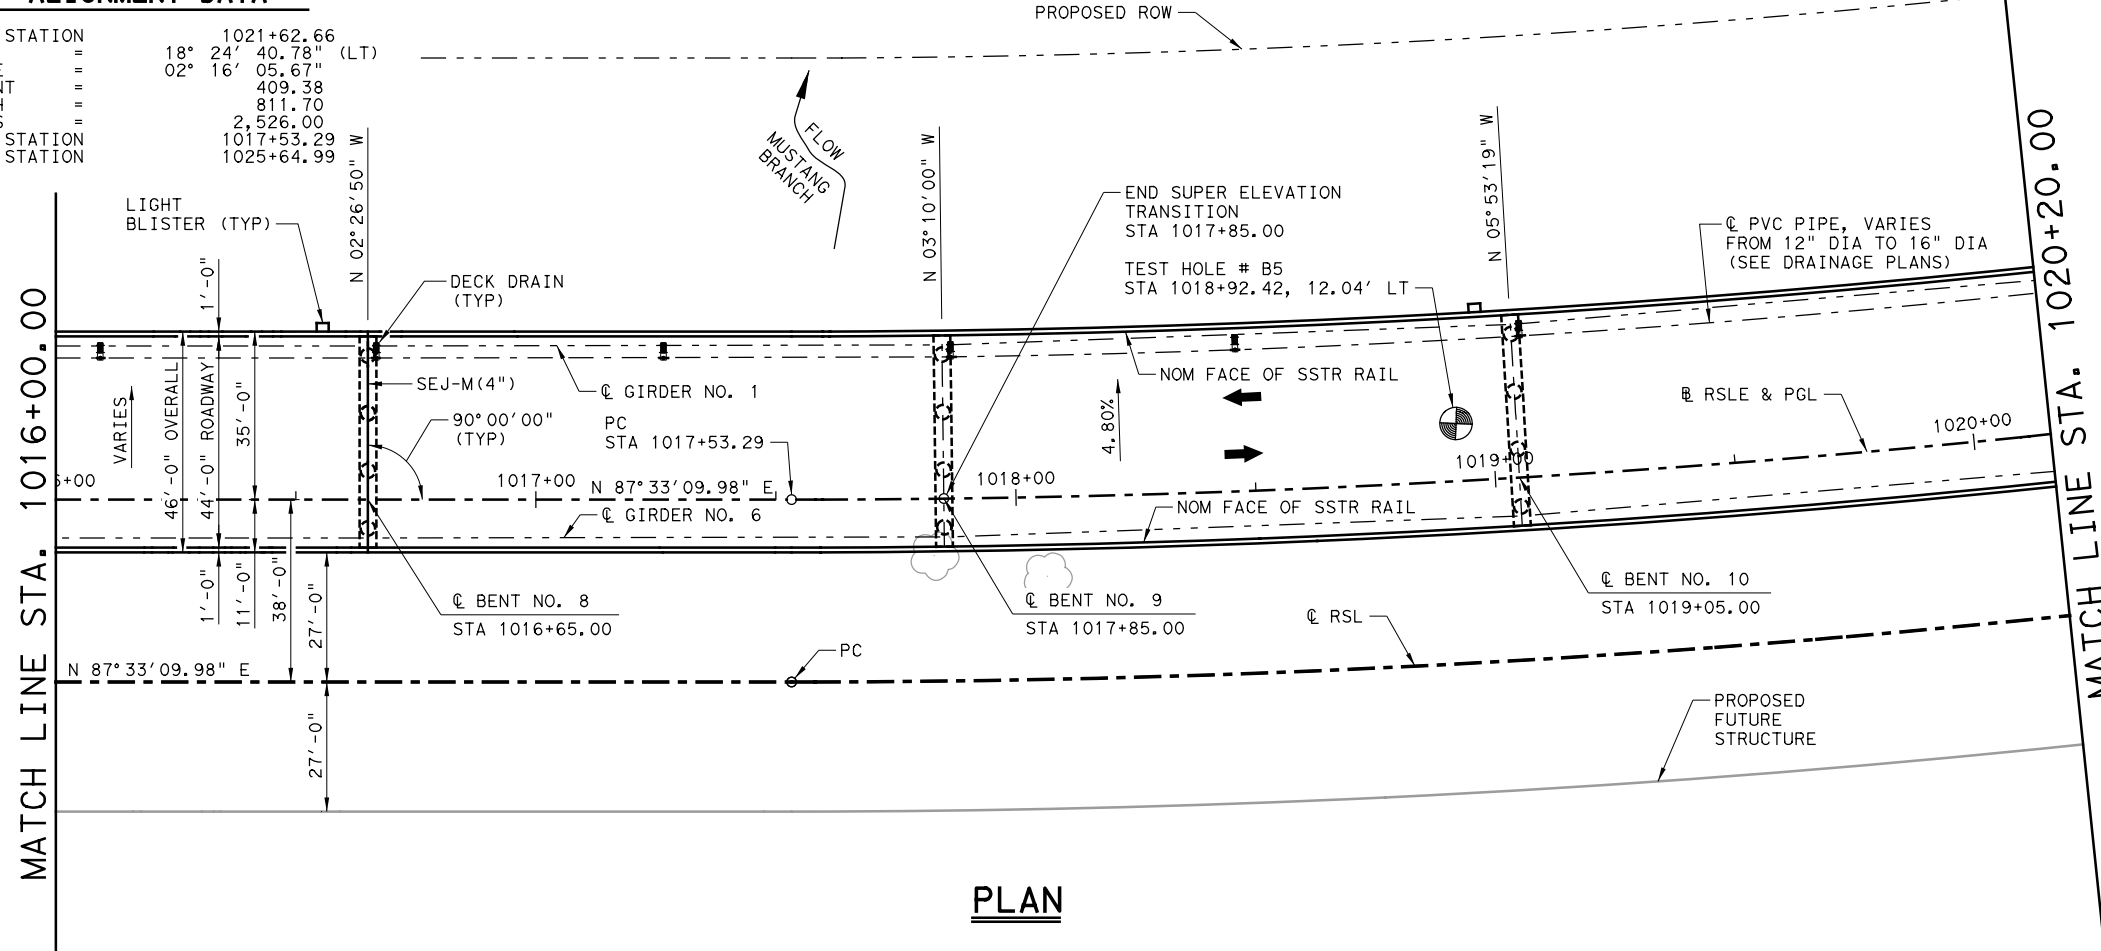 ALIGNMENT DATA
STATION 1021+62.66
= 18° 24' 40.78" (LT)
= 02° 16' 05.67"
= 409.38
= 811.70
= 2,526.00
STATION 1017+53.29
STATION 1025+64.99
PROPOSED ROW
FLOW
MUSTANG
BRANCH
LIGHT
BLISTER (TYP)
N 02°26'50" W
N 03°10'00" W
N 05°53'19" W
DECK DRAIN
(TYP)
END SUPER ELEVATION
TRANSITION
STA 1017+85.00
TEST HOLE # B5
STA 1018+92.42, 12.04' LT
℄ PVC PIPE, VARIES
FROM 12" DIA TO 16" DIA
(SEE DRAINAGE PLANS)
MATCH LINE STA. 1016+00.00
MATCH LINE STA. 1020+20.00
1'-0"
VARIES
46'-0" OVERALL
44'-0" ROADWAY
35'-0"
SEJ-M(4")
90°00'00"
(TYP)
℄ GIRDER NO. 1
PC
STA 1017+53.29
NOM FACE OF SSTR RAIL
4.80%
RSLE & PGL
+00
1017+00
N 87°33'09.98" E
1018+00
1019+00
1020+00
℄ GIRDER NO. 6
NOM FACE OF SSTR RAIL
1'-0"
11'-0"
38'-0"
27'-0"
℄ BENT NO. 8
STA 1016+65.00
℄ BENT NO. 9
STA 1017+85.00
℄ BENT NO. 10
STA 1019+05.00
℄ RSL
N 87°33'09.98" E
PC
27'-0"
PROPOSED
FUTURE
STRUCTURE
PLAN